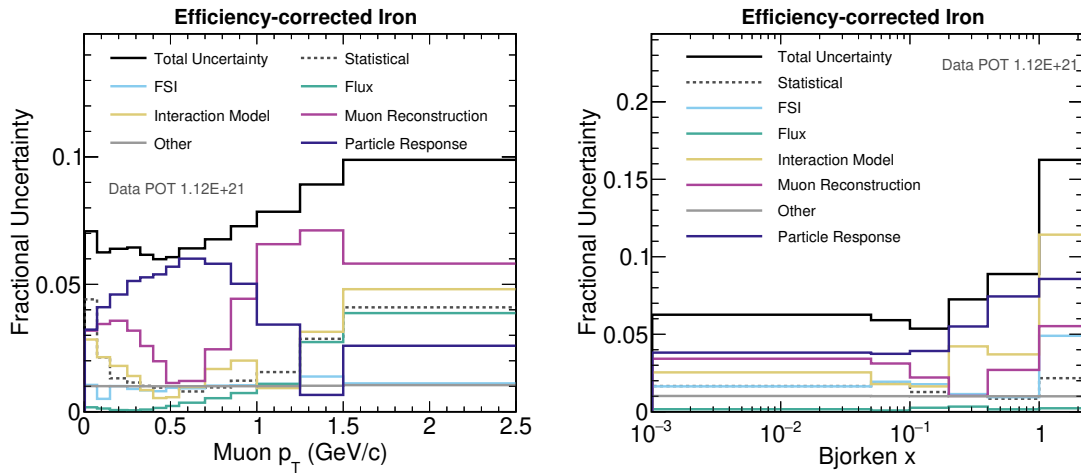 Efficiency-corrected Iron
Total Uncertainty
Statistical
FSI
Flux
Interaction Model
Muon Reconstruction
Other
Particle Response
Data POT 1.12E+21
Fractional Uncertainty
0.1
0.05
0
0 0.5 1 1.5 2 2.5
Muon p_T (GeV/c)
Efficiency-corrected Iron
Total Uncertainty
Data POT 1.12E+21
Statistical
FSI
Flux
Interaction Model
Muon Reconstruction
Other
Particle Response
Fractional Uncertainty
0.2
0.15
0.1
0.05
0
10⁻³ 10⁻² 10⁻¹ 1
Bjorken x